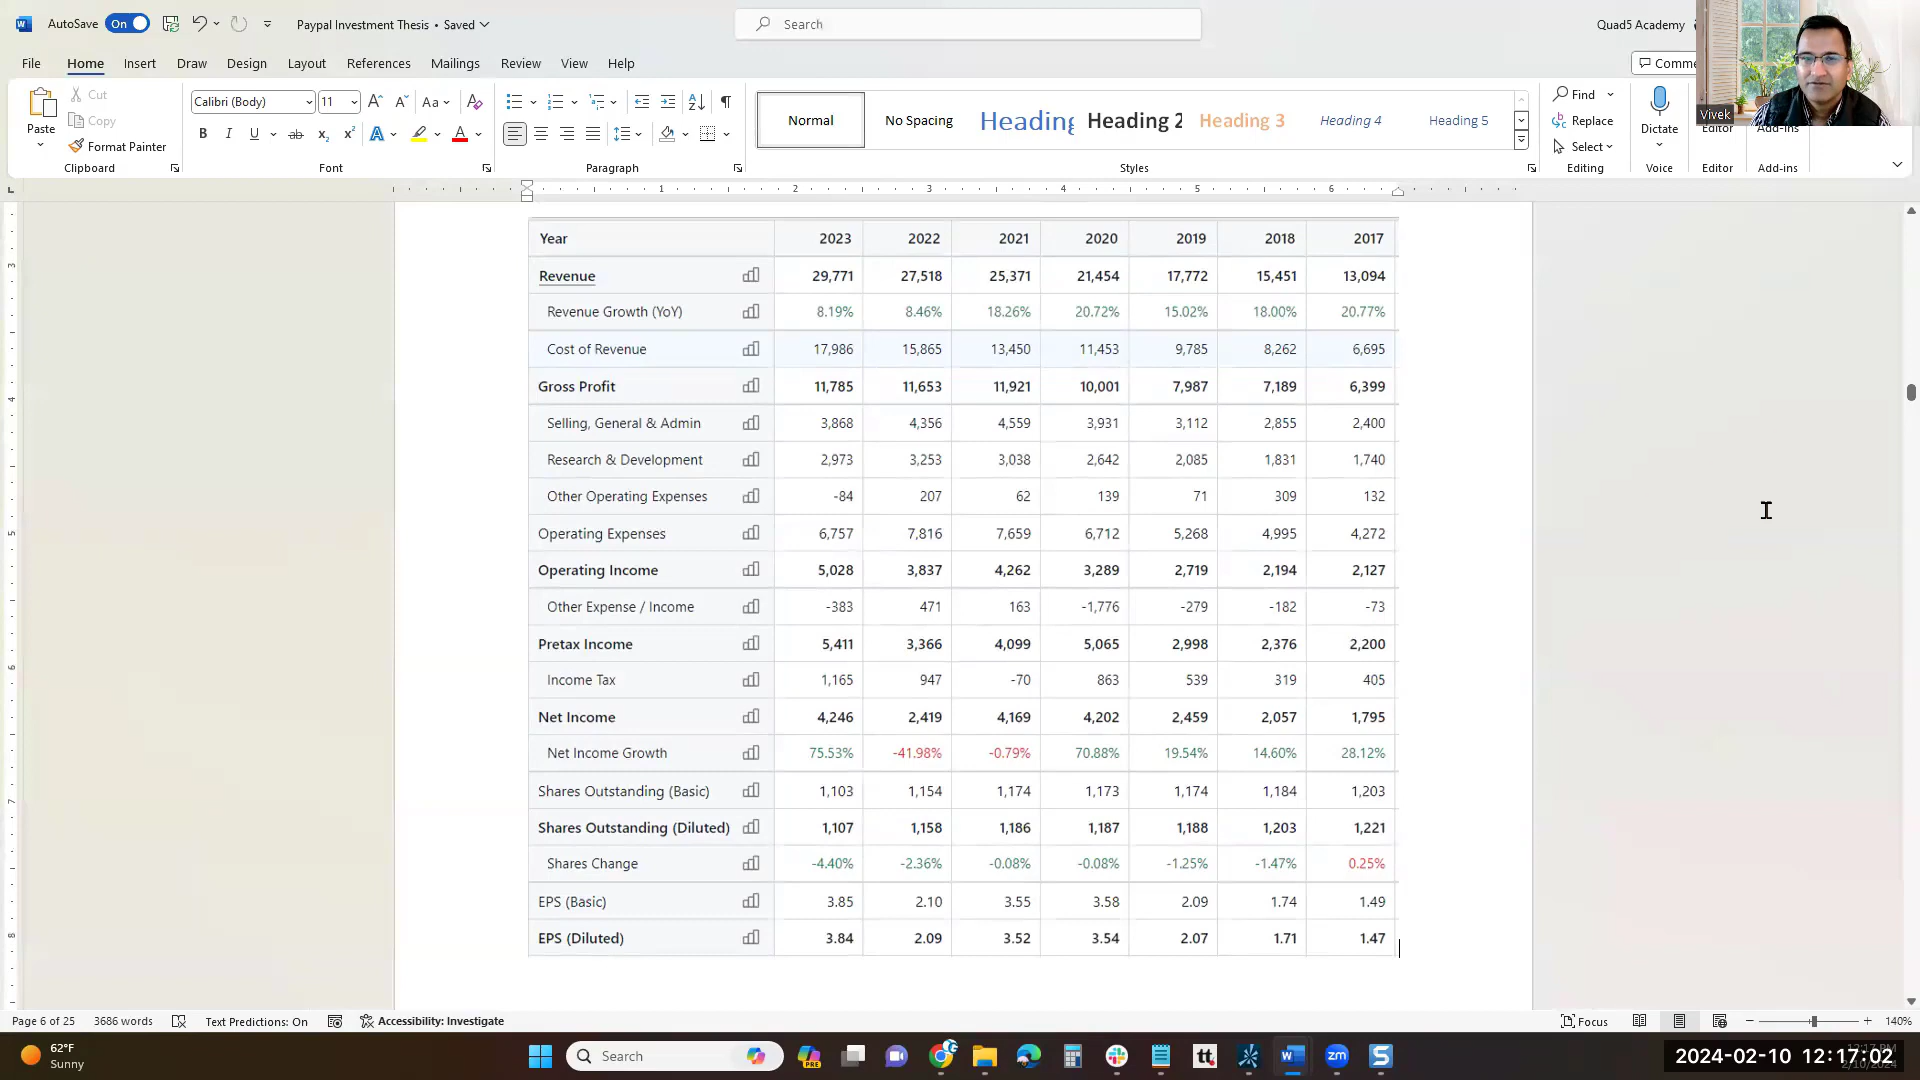 AutoSave On Paypal Investment Thesis • Saved Search Quad5 Academy
File Home Insert Draw Design Layout References Mailings Review View Help
Paste Cut Copy Format Painter
Clipboard
Calibri (Body) 11
Font
Paragraph
Normal No Spacing Heading Heading 2 Heading 3 Heading 4 Heading 5
Styles
Find Replace Select
Editing
Dictate
Voice
Editor
Editor
Add-ins
Add-ins
Vivek
1 2 3 4 5 6
Year 2023 2022 2021 2020 2019 2018 2017
Revenue 29,771 27,518 25,371 21,454 17,772 15,451 13,094
Revenue Growth (YoY) 8.19% 8.46% 18.26% 20.72% 15.02% 18.00% 20.77%
Cost of Revenue 17,986 15,865 13,450 11,453 9,785 8,262 6,695
Gross Profit 11,785 11,653 11,921 10,001 7,987 7,189 6,399
Selling, General & Admin 3,868 4,356 4,559 3,931 3,112 2,855 2,400
Research & Development 2,973 3,253 3,038 2,642 2,085 1,831 1,740
Other Operating Expenses -84 207 62 139 71 309 132
Operating Expenses 6,757 7,816 7,659 6,712 5,268 4,995 4,272
Operating Income 5,028 3,837 4,262 3,289 2,719 2,194 2,127
Other Expense / Income -383 471 163 -1,776 -279 -182 -73
Pretax Income 5,411 3,366 4,099 5,065 2,998 2,376 2,200
Income Tax 1,165 947 -70 863 539 319 405
Net Income 4,246 2,419 4,169 4,202 2,459 2,057 1,795
Net Income Growth 75.53% -41.98% -0.79% 70.88% 19.54% 14.60% 28.12%
Shares Outstanding (Basic) 1,103 1,154 1,174 1,173 1,174 1,184 1,203
Shares Outstanding (Diluted) 1,107 1,158 1,186 1,187 1,188 1,203 1,221
Shares Change -4.40% -2.36% -0.08% -0.08% -1.25% -1.47% 0.25%
EPS (Basic) 3.85 2.10 3.55 3.58 2.09 1.74 1.49
EPS (Diluted) 3.84 2.09 3.52 3.54 2.07 1.71 1.47
Page 6 of 25 3686 words Text Predictions: On Accessibility: Investigate Focus 140%
62°F
Sunny
Search
2024-02-10 12:17:02